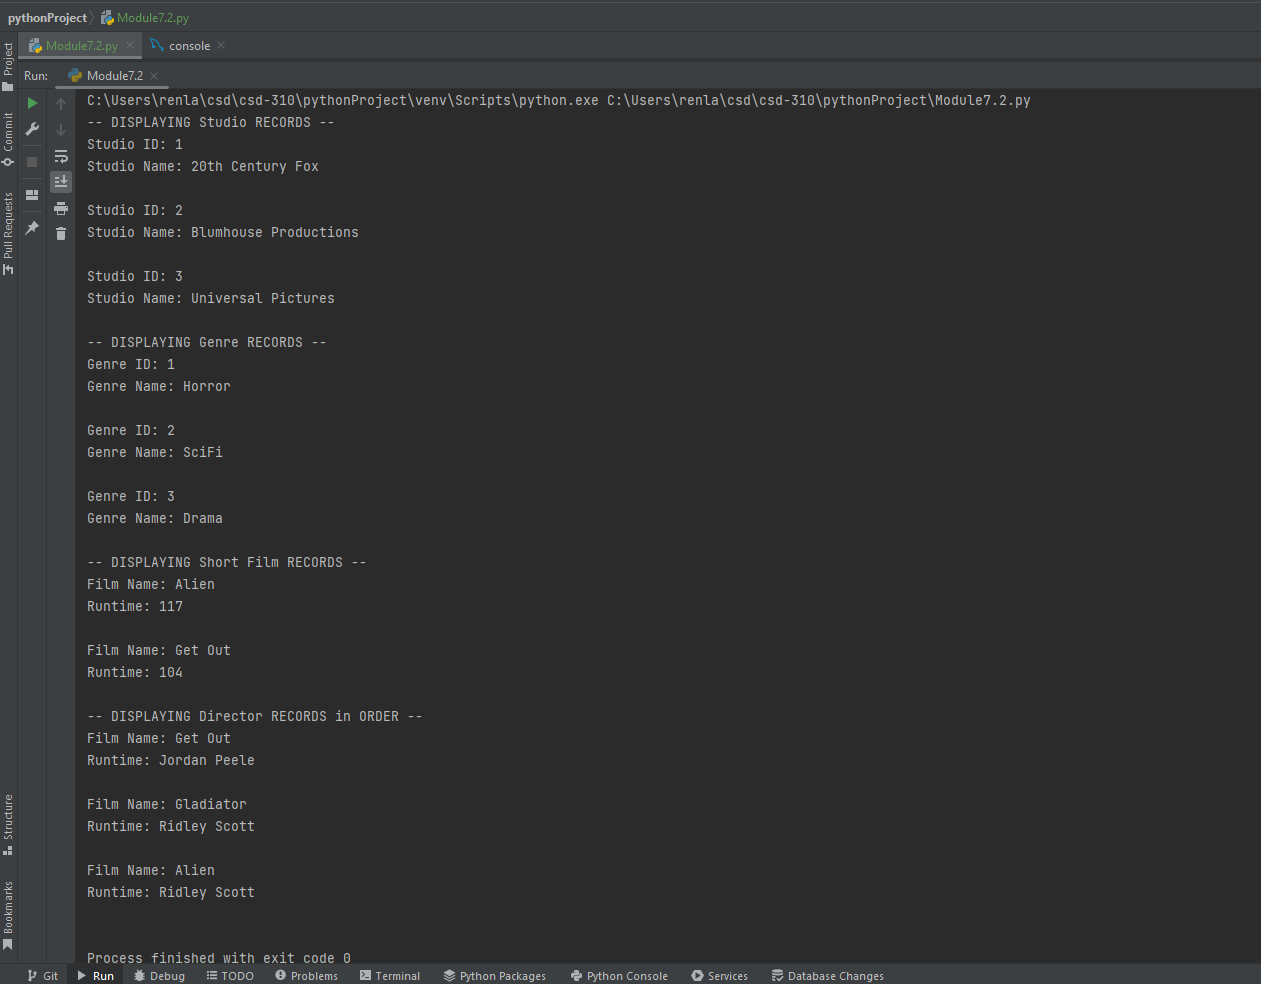 pythonProject Module7.2.py
Module7.2.py console
Project
Run: Module7.2
Commit
Pull Requests
C:\Users\renla\csd\csd-310\pythonProject\venv\Scripts\python.exe C:\Users\renla\csd\csd-310\pythonProject\Module7.2.py
-- DISPLAYING Studio RECORDS --
Studio ID: 1
Studio Name: 20th Century Fox
Studio ID: 2
Studio Name: Blumhouse Productions
Studio ID: 3
Studio Name: Universal Pictures
-- DISPLAYING Genre RECORDS --
Genre ID: 1
Genre Name: Horror
Genre ID: 2
Genre Name: SciFi
Genre ID: 3
Genre Name: Drama
-- DISPLAYING Short Film RECORDS --
Film Name: Alien
Runtime: 117
Film Name: Get Out
Runtime: 104
-- DISPLAYING Director RECORDS in ORDER --
Film Name: Get Out
Runtime: Jordan Peele
Film Name: Gladiator
Runtime: Ridley Scott
Film Name: Alien
Runtime: Ridley Scott
Process finished with exit code 0
Structure
Bookmarks
Git Run Debug TODO Problems Terminal Python Packages Python Console Services Database Changes